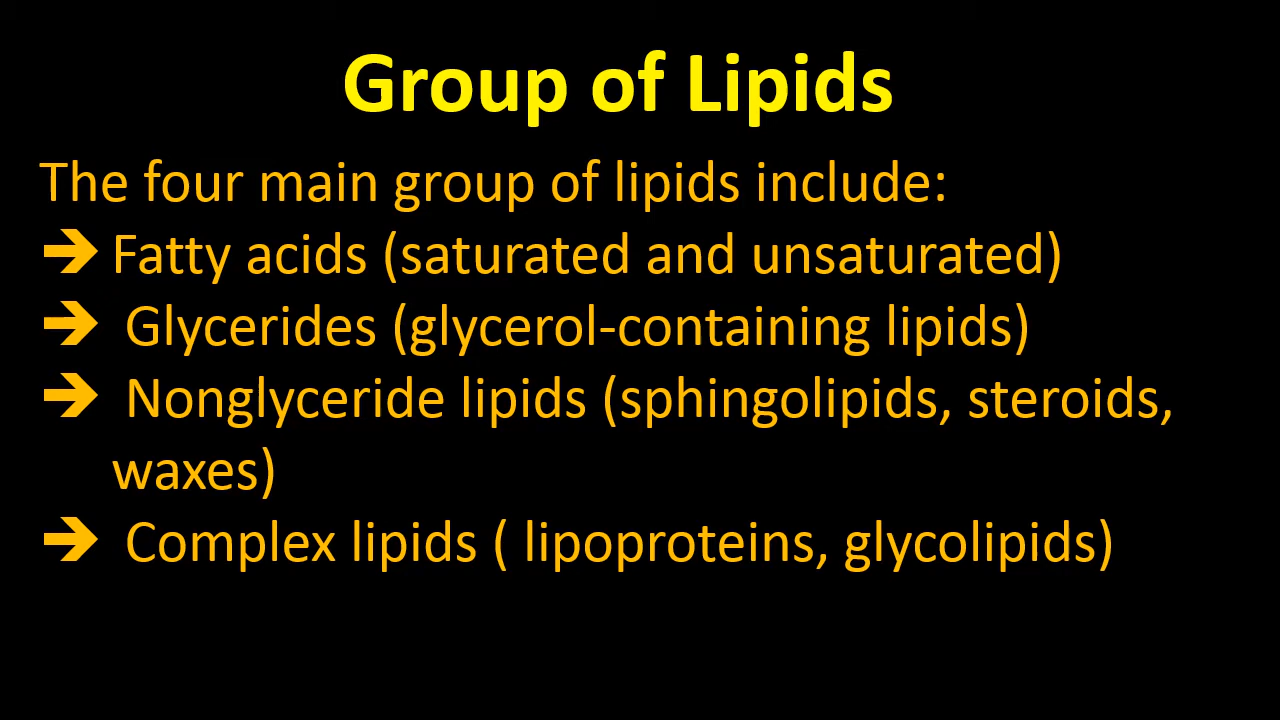 Group of Lipids
The four main group of lipids include:
➔ Fatty acids (saturated and unsaturated)
➔ Glycerides (glycerol-containing lipids)
➔ Nonglyceride lipids (sphingolipids, steroids,
waxes)
➔ Complex lipids ( lipoproteins, glycolipids)